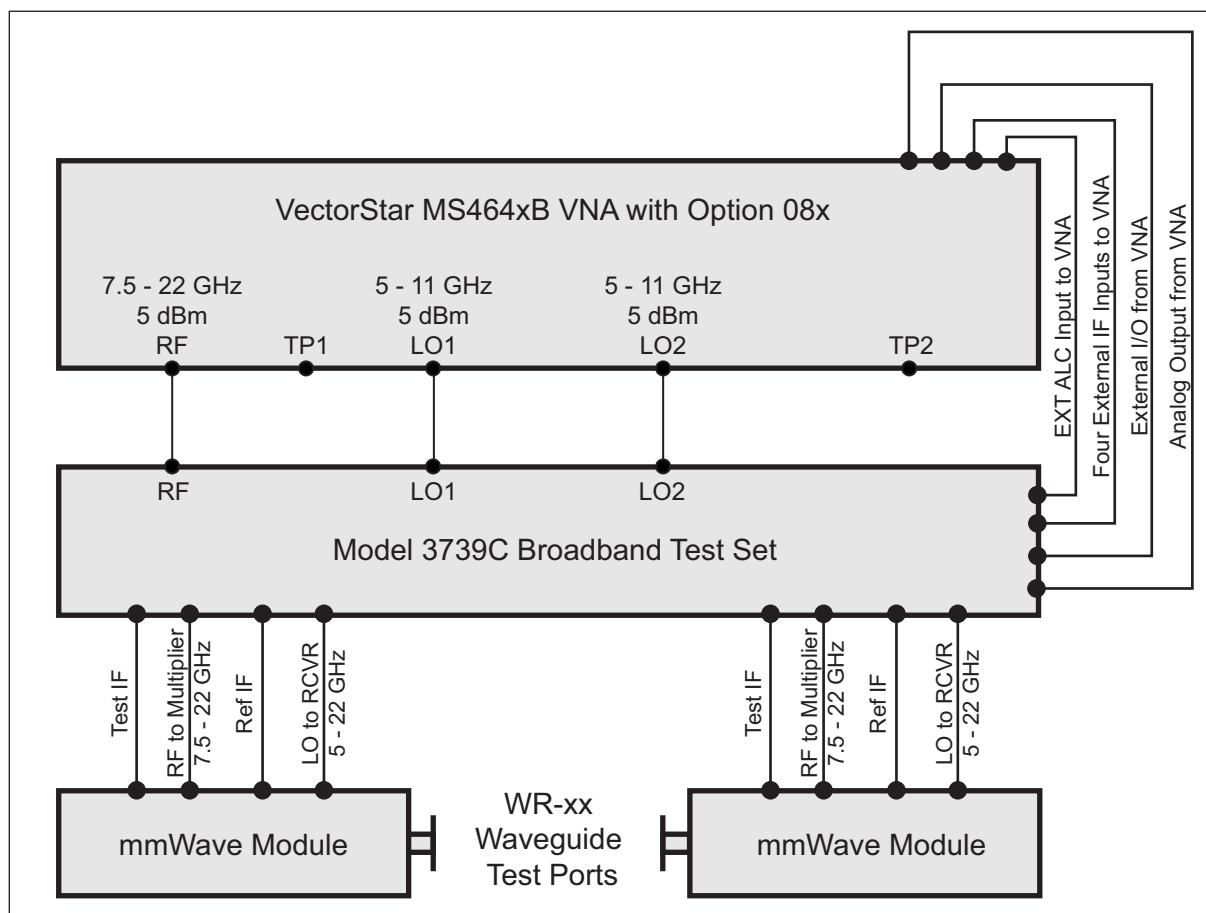 VectorStar MS464xB VNA with Option 08x
7.5 - 22 GHz
5 dBm
RF
TP1
5 - 11 GHz
5 dBm
LO1
5 - 11 GHz
5 dBm
LO2
TP2
EXT ALC Input to VNA
Four External IF Inputs to VNA
External I/O from VNA
Analog Output from VNA
RF
LO1
LO2
Model 3739C Broadband Test Set
Test IF
RF to Multiplier
7.5 - 22 GHz
Ref IF
LO to RCVR
5 - 22 GHz
Test IF
RF to Multiplier
7.5 - 22 GHz
Ref IF
LO to RCVR
5 - 22 GHz
mmWave Module
WR-xx
Waveguide
Test Ports
mmWave Module